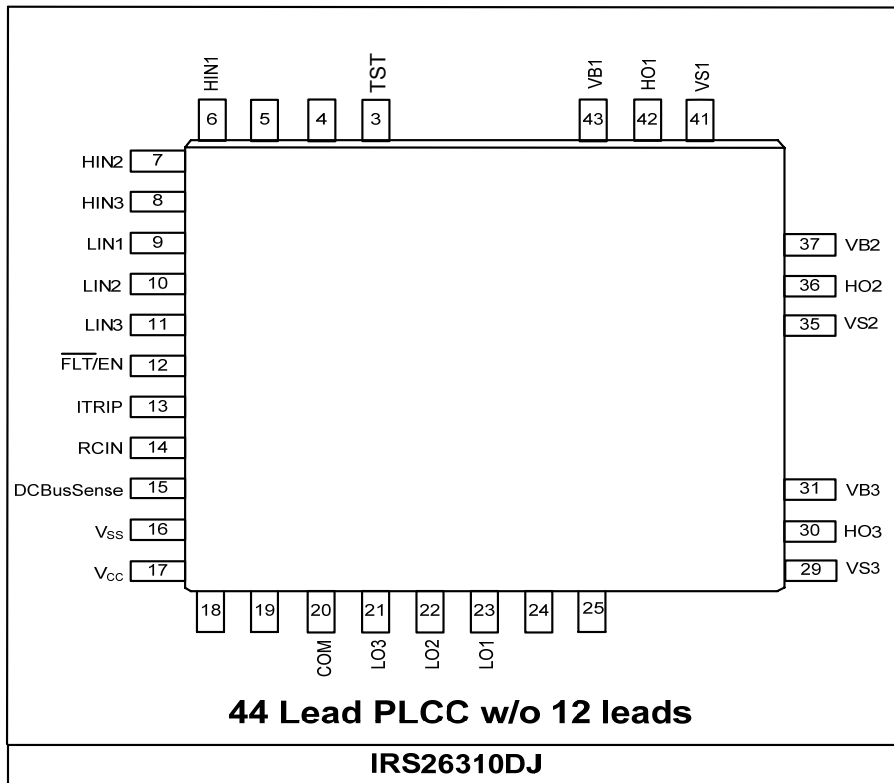 HIN1
TST
VB1
HO1
VS1
6
5
4
3
43
42
41
HIN2 7
HIN3 8
LIN1 9
LIN2 10
LIN3 11
FLT/EN 12
ITRIP 13
RCIN 14
DCBusSense 15
VSS 16
VCC 17
37 VB2
36 HO2
35 VS2
31 VB3
30 HO3
29 VS3
18
19
20
21
22
23
24
25
COM
LO3
LO2
LO1
44 Lead PLCC w/o 12 leads
IRS26310DJ